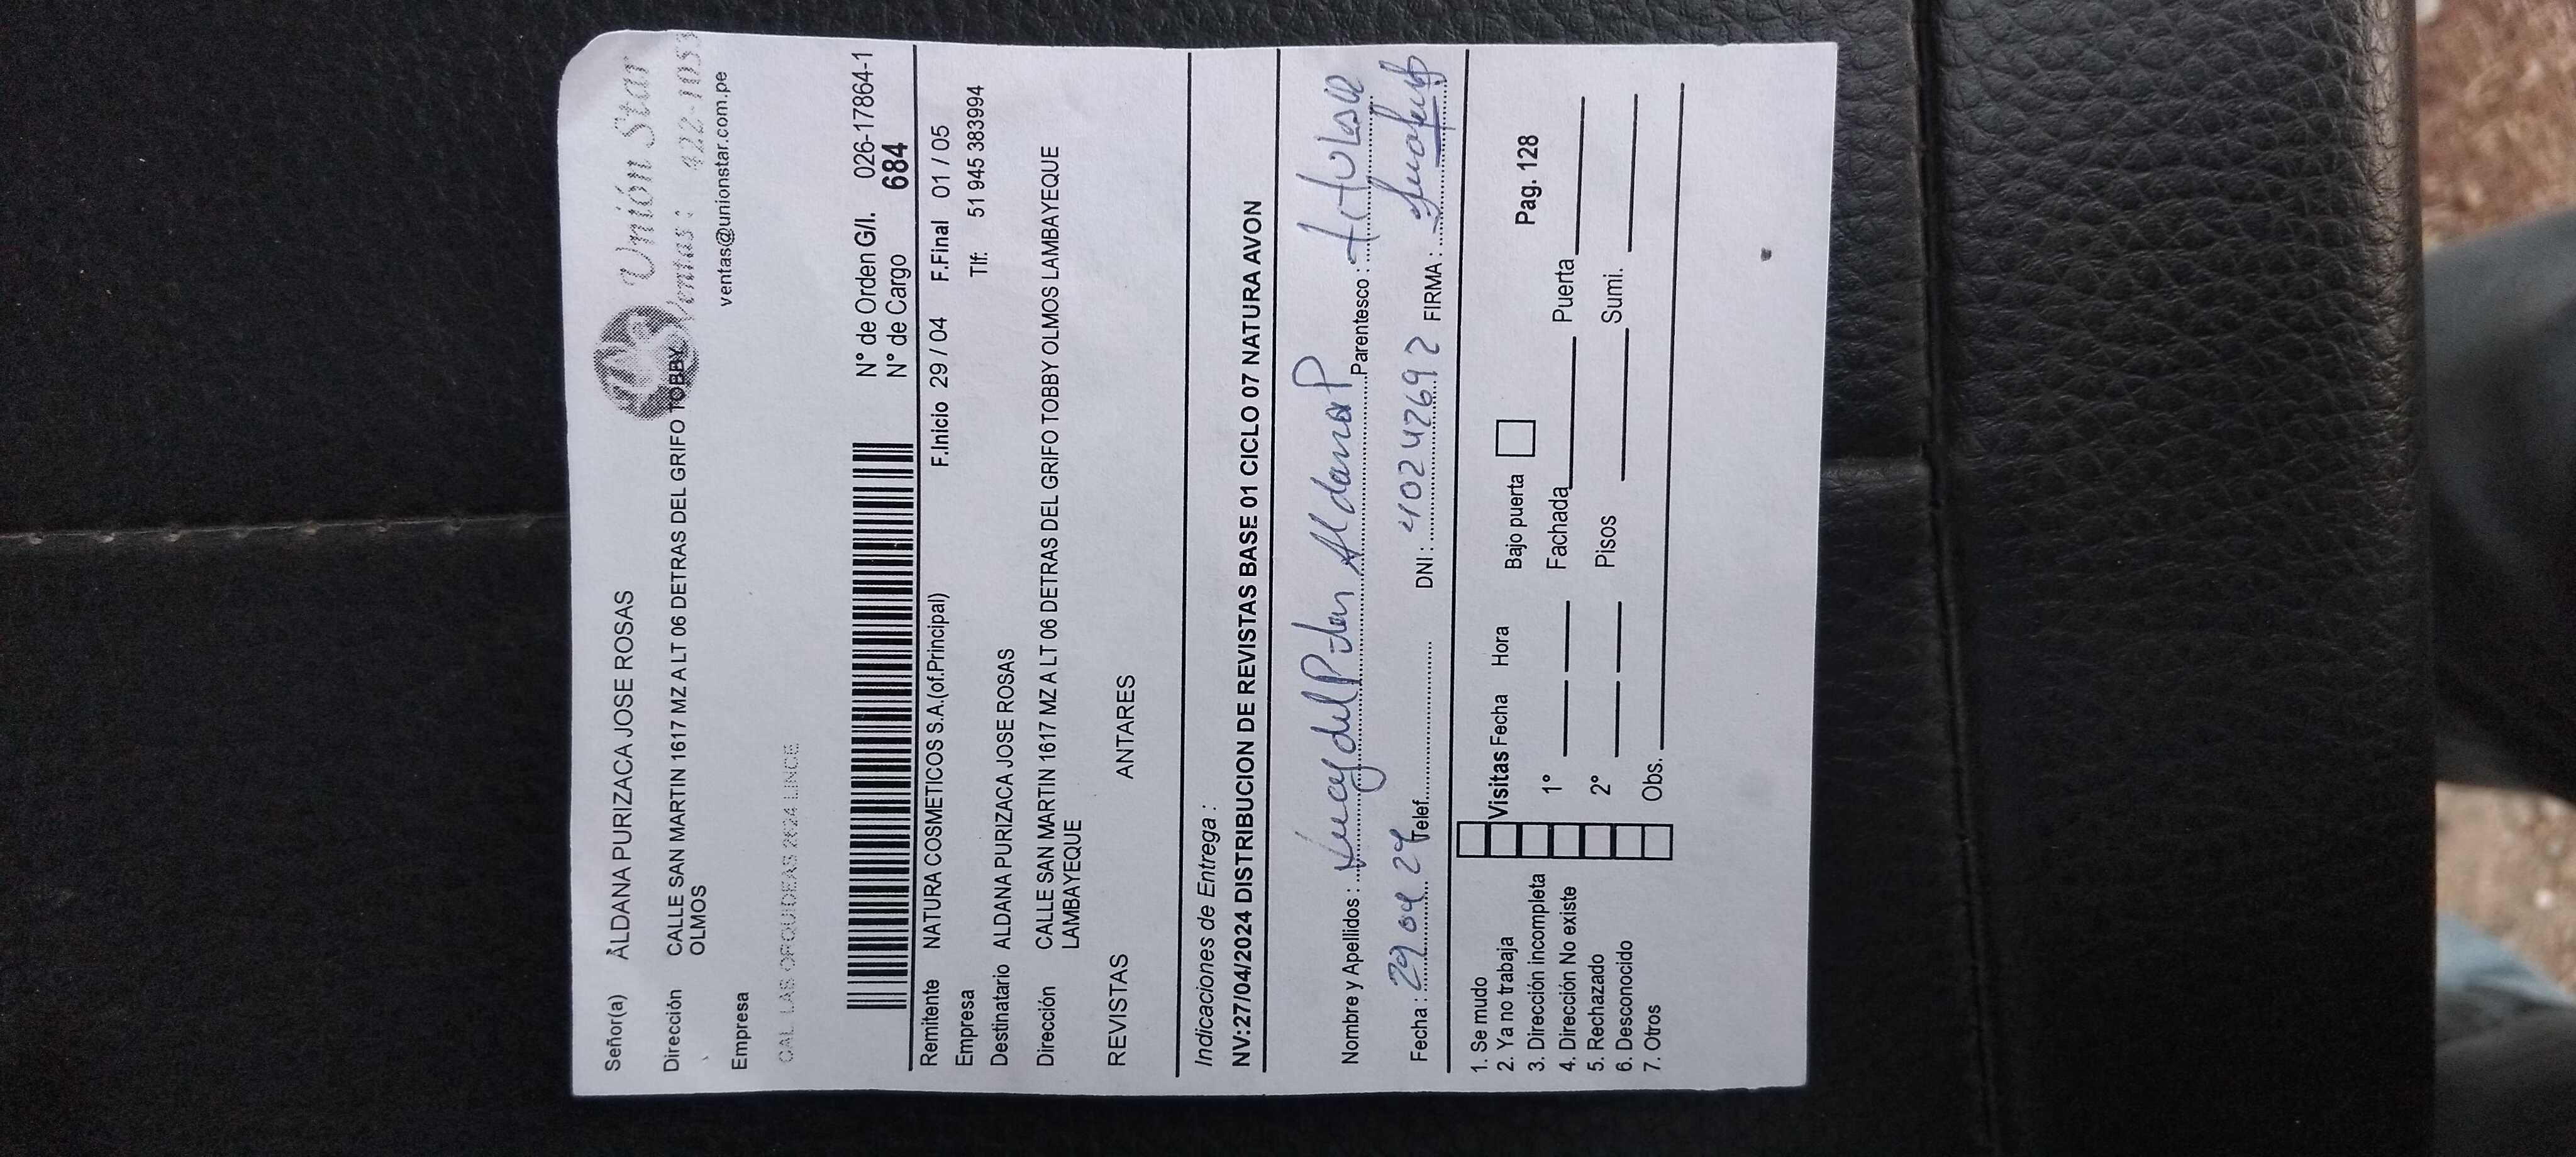 Unión Star
Ventas: 422-105
ventas@unionstar.com.pe
Señor(a) ALDANA PURIZACA JOSE ROSAS
Dirección CALLE SAN MARTIN 1617 MZ A LT 06 DETRAS DEL GRIFO TOBBY
OLMOS
Empresa
CAL. LAS ORQUIDEAS 2624 LINCE
N° de Orden G/I. 026-17864-1
N° de Cargo 684
Remitente NATURA COSMETICOS S.A.(of.Principal) F.Inicio 29 / 04 F.Final 01 / 05
Empresa Tlf: 51 945 383994
Destinatario ALDANA PURIZACA JOSE ROSAS
Dirección CALLE SAN MARTIN 1617 MZ A LT 06 DETRAS DEL GRIFO TOBBY OLMOS LAMBAYEQUE
LAMBAYEQUE
REVISTAS ANTARES
Indicaciones de Entrega :
NV:27/04/2024 DISTRIBUCION DE REVISTAS BASE 01 CICLO 07 NATURA AVON
Nombre y Apellidos : del Pilar Aldana P Parentesco : titular
Fecha : 29 04 24 Telef. DNI : 40242692 FIRMA :
1. Se mudo
2. Ya no trabaja Visitas Fecha Hora Bajo puerta Pag. 128
3. Dirección incompleta
4. Dirección No existe 1° Fachada Puerta
5. Rechazado
6. Desconocido 2° Pisos Sumi.
7. Otros Obs.